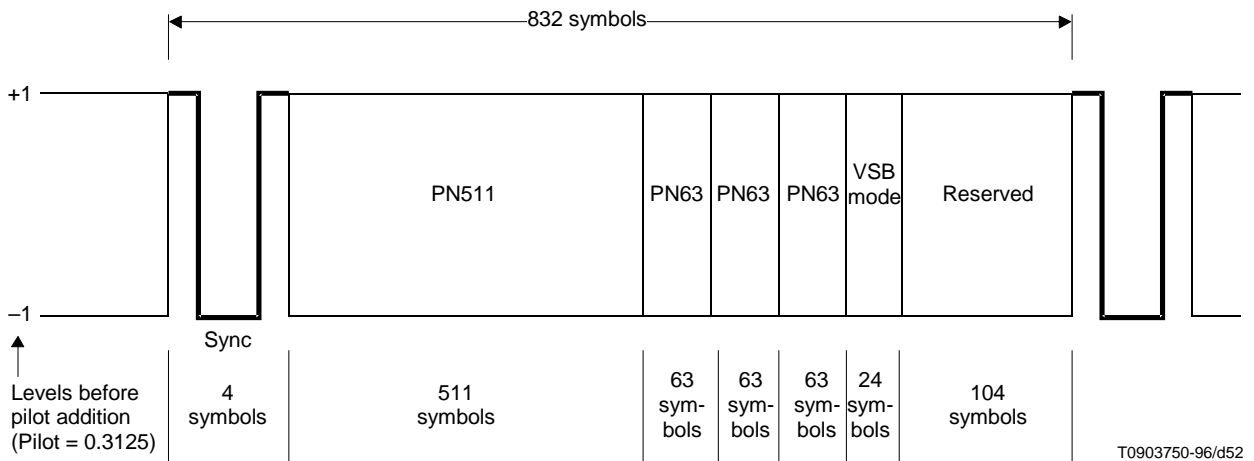 832 symbols
+1
PN511
PN63
PN63
PN63
VSB
mode
Reserved
–1
Sync
Levels before
pilot addition
(Pilot = 0.3125)
4
symbols
511
symbols
63
sym-
bols
63
sym-
bols
63
sym-
bols
24
sym-
bols
104
symbols
T0903750-96/d52